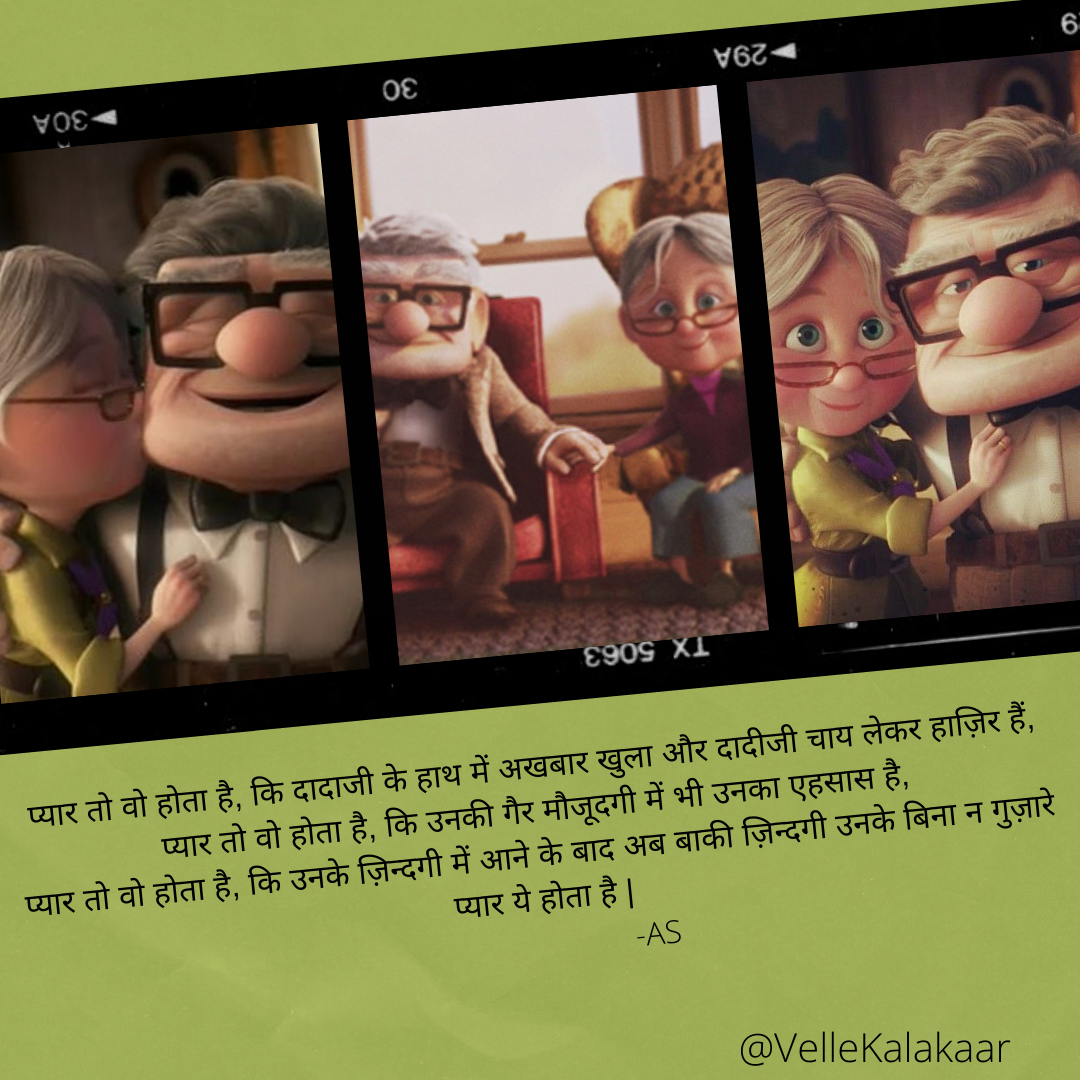 30A
30
29A
TX 5063
प्यार तो वो होता है, कि दादाजी के हाथ में अखबार खुला और दादीजी चाय लेकर हाज़िर हैं,
प्यार तो वो होता है, कि उनकी गैर मौजूदगी में भी उनका एहसास है,
प्यार तो वो होता है, कि उनके ज़िन्दगी में आने के बाद अब बाकी ज़िन्दगी उनके बिना न गुज़ारे
प्यार ये होता है |
-AS
@VelleKalakaar